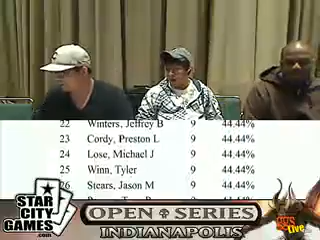 22 Winters, Jeffrey B 9 44.44%
23 Cordy, Preston L 9 44.44%
24 Lose, Michael J 9 44.44%
25 Winn, Tyler 9 44.44%
26 Stears, Jason M 9 44.44%
STAR
CITY
GAMES
.com
OPEN SERIES
INDIANAPOLIS
Live